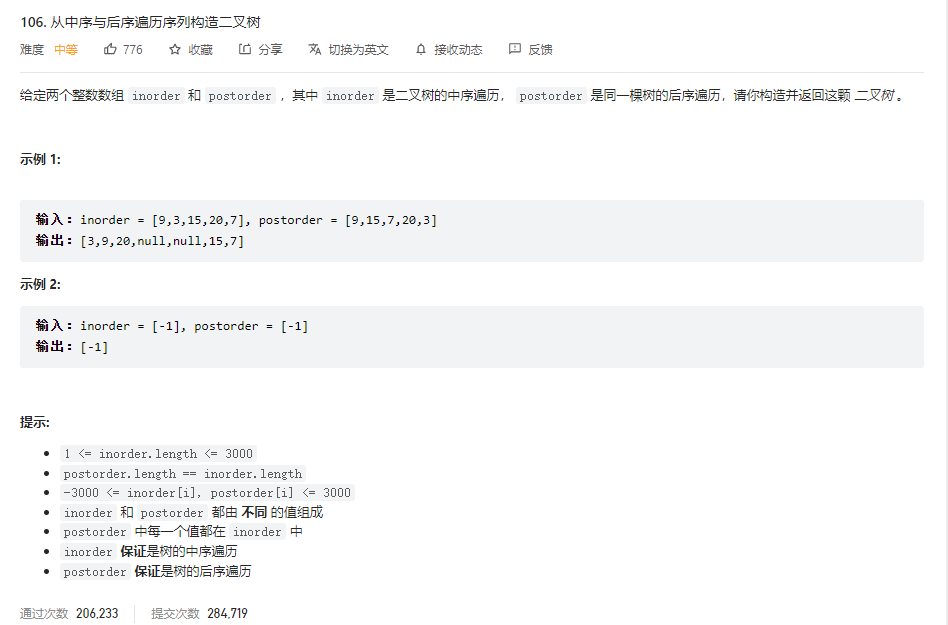 106. 从中序与后序遍历序列构造二叉树
难度 中等 776 收藏 分享 切换为英文 接收动态 反馈
给定两个整数数组 inorder 和 postorder ，其中 inorder 是二叉树的中序遍历， postorder 是同一棵树的后序遍历，请你构造并返回这颗 二叉树 。
示例 1:
输入：inorder = [9,3,15,20,7], postorder = [9,15,7,20,3]
输出：[3,9,20,null,null,15,7]
示例 2:
输入：inorder = [-1], postorder = [-1]
输出：[-1]
提示:
1 <= inorder.length <= 3000
postorder.length == inorder.length
-3000 <= inorder[i], postorder[i] <= 3000
inorder 和 postorder 都由 不同 的值组成
postorder 中每一个值都在 inorder 中
inorder 保证是树的中序遍历
postorder 保证是树的后序遍历
通过次数 206,233 提交次数 284,719